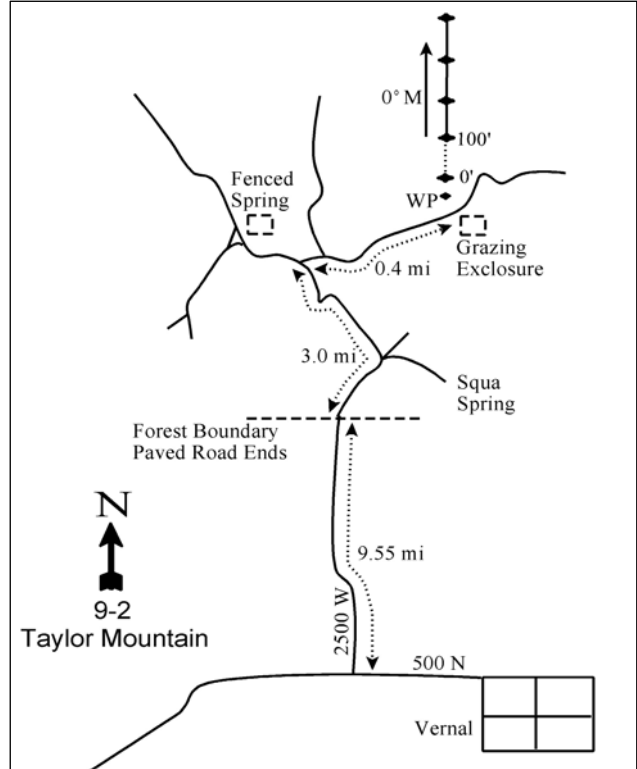 0° M
100'
0'
WP
Fenced
Spring
Grazing
Exclosure
0.4 mi
3.0 mi
Squa
Spring
Forest Boundary
Paved Road Ends
N
9-2
Taylor Mountain
9.55 mi
2500 W
500 N
Vernal